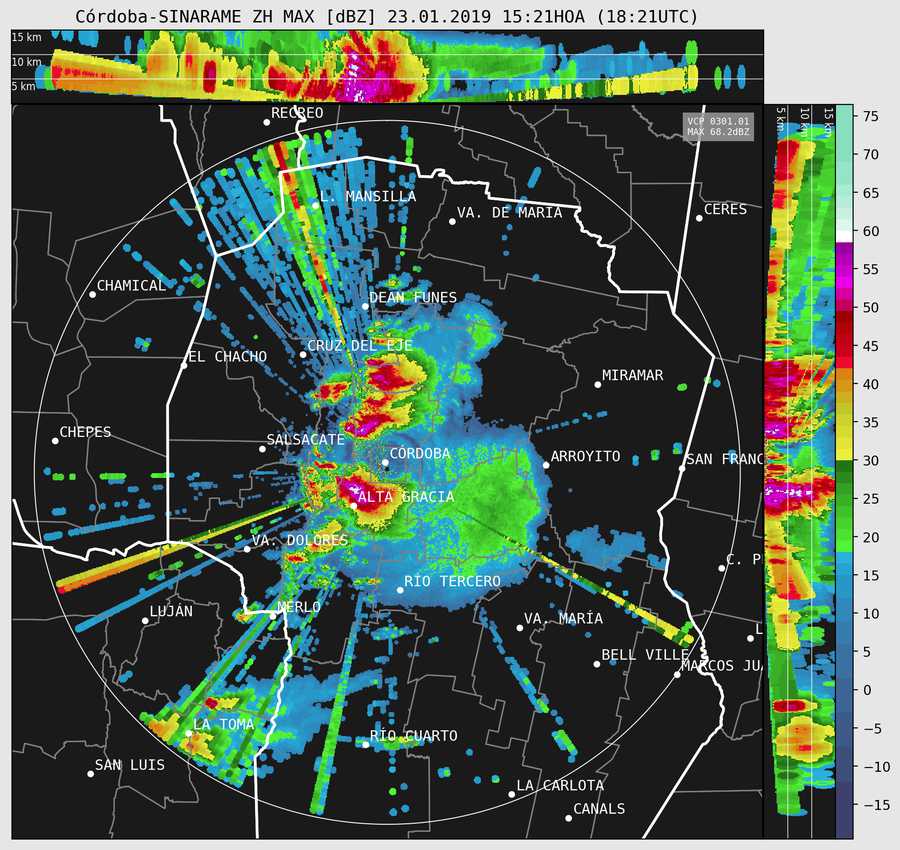 Córdoba-SINARAME ZH MAX [dBZ] 23.01.2019 15:21HOA (18:21UTC)
15 km
10 km
5 km
RECREO
VCP 0301.01
MAX 68.2dBZ
5 km
10 km
15 km
L. MANSILLA
VA. DE MARIA
CERES
CHAMICAL
DEAN FUNES
CRUZ DEL EJE
EL CHACHO
MIRAMAR
CHEPES
SALSACATE
CÓRDOBA
ARROYITO
SAN FRANC
ALTA GRACIA
VA. DOLORES
C. P
RÍO TERCERO
LUJÁN
MERLO
VA. MARÍA
L
BELL VILLE
MARCOS JUÁ
LA TOMA
RÍO CUARTO
SAN LUIS
LA CARLOTA
CANALS
75
70
65
60
55
50
45
40
35
30
25
20
15
10
5
0
−5
−10
−15